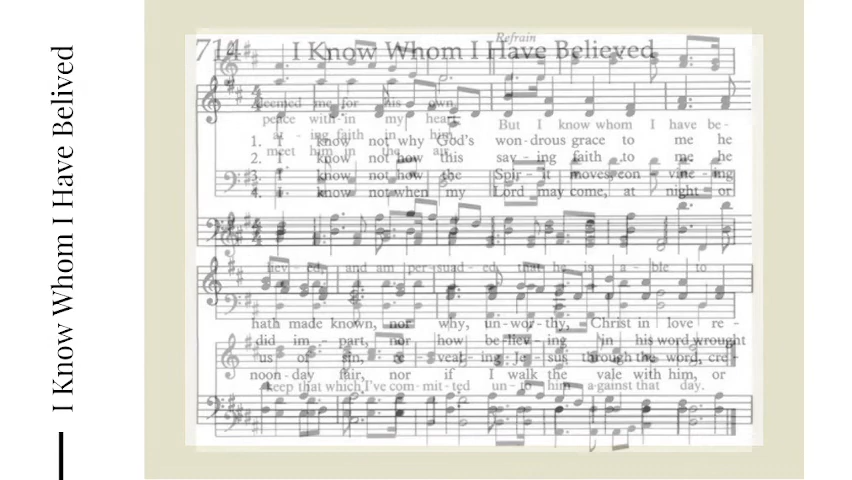 I Know Whom I Have Belived
Refrain
714 I Know Whom I Have Believed
deemed me for his own
peace with-in my heart
But I know whom I have be-
at - ing faith in him
1. I know not why God's won-drous grace to me he
meet him in the air
2. I know not how this sav - ing faith to me he
3. I know not how the Spir - it moves, con - vinc - ing
4. I know not when my Lord may come, at night or
liev - ed, and am per-suad - ed that he is a - ble to
hath made known, nor why, un-wor-thy, Christ in love re -
did im - part, nor how be-liev - ing in his word wrought
us of sin, re - veal - ing Je - sus through the word, cre -
noon-day fair, nor if I walk the vale with him, or
keep that which I've com-mit-ted un - to him a-gainst that day.